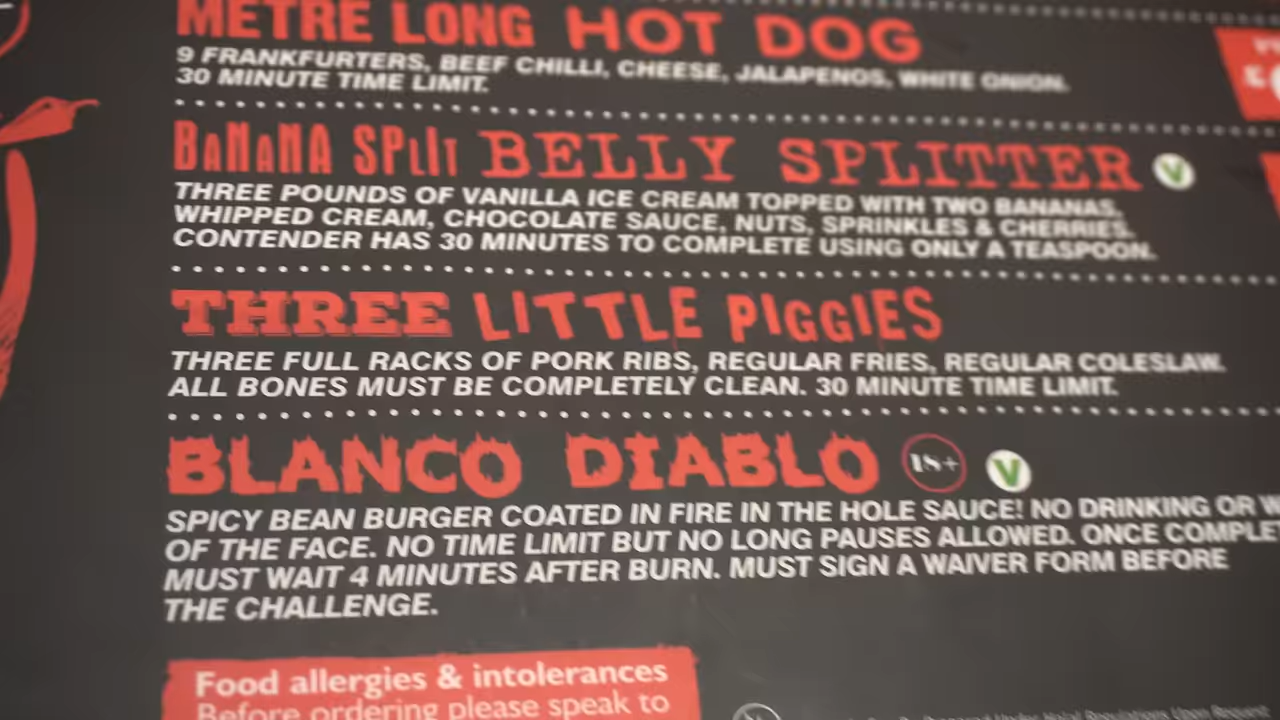 METRE LONG HOT DOG
9 FRANKFURTERS, BEEF CHILLI, CHEESE, JALAPENOS, WHITE ONION.
30 MINUTE TIME LIMIT.
BANANA SPLIT BELLY SPLITTER V
THREE POUNDS OF VANILLA ICE CREAM TOPPED WITH TWO BANANAS,
WHIPPED CREAM, CHOCOLATE SAUCE, NUTS, SPRINKLES & CHERRIES.
CONTENDER HAS 30 MINUTES TO COMPLETE USING ONLY A TEASPOON.
THREE LITTLE PIGGIES
THREE FULL RACKS OF PORK RIBS, REGULAR FRIES, REGULAR COLESLAW.
ALL BONES MUST BE COMPLETELY CLEAN. 30 MINUTE TIME LIMIT.
BLANCO DIABLO 18+ V
SPICY BEAN BURGER COATED IN FIRE IN THE HOLE SAUCE! NO DRINKING OR
OF THE FACE. NO TIME LIMIT BUT NO LONG PAUSES ALLOWED. ONCE
MUST WAIT 4 MINUTES AFTER BURN. MUST SIGN A WAIVER FORM BEFORE
THE CHALLENGE.
Food allergies & intolerances
Before ordering please speak to
Prepared Under Halal Regulations Upon Request